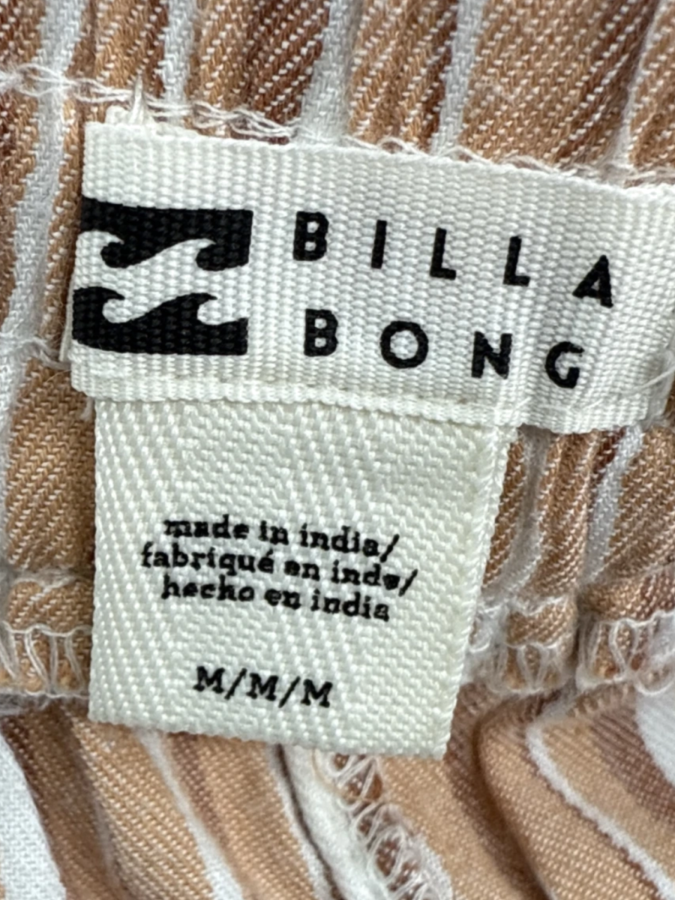 BILLA
BONG
made in india/
fabriqué en inde/
hecho en india
M/M/M